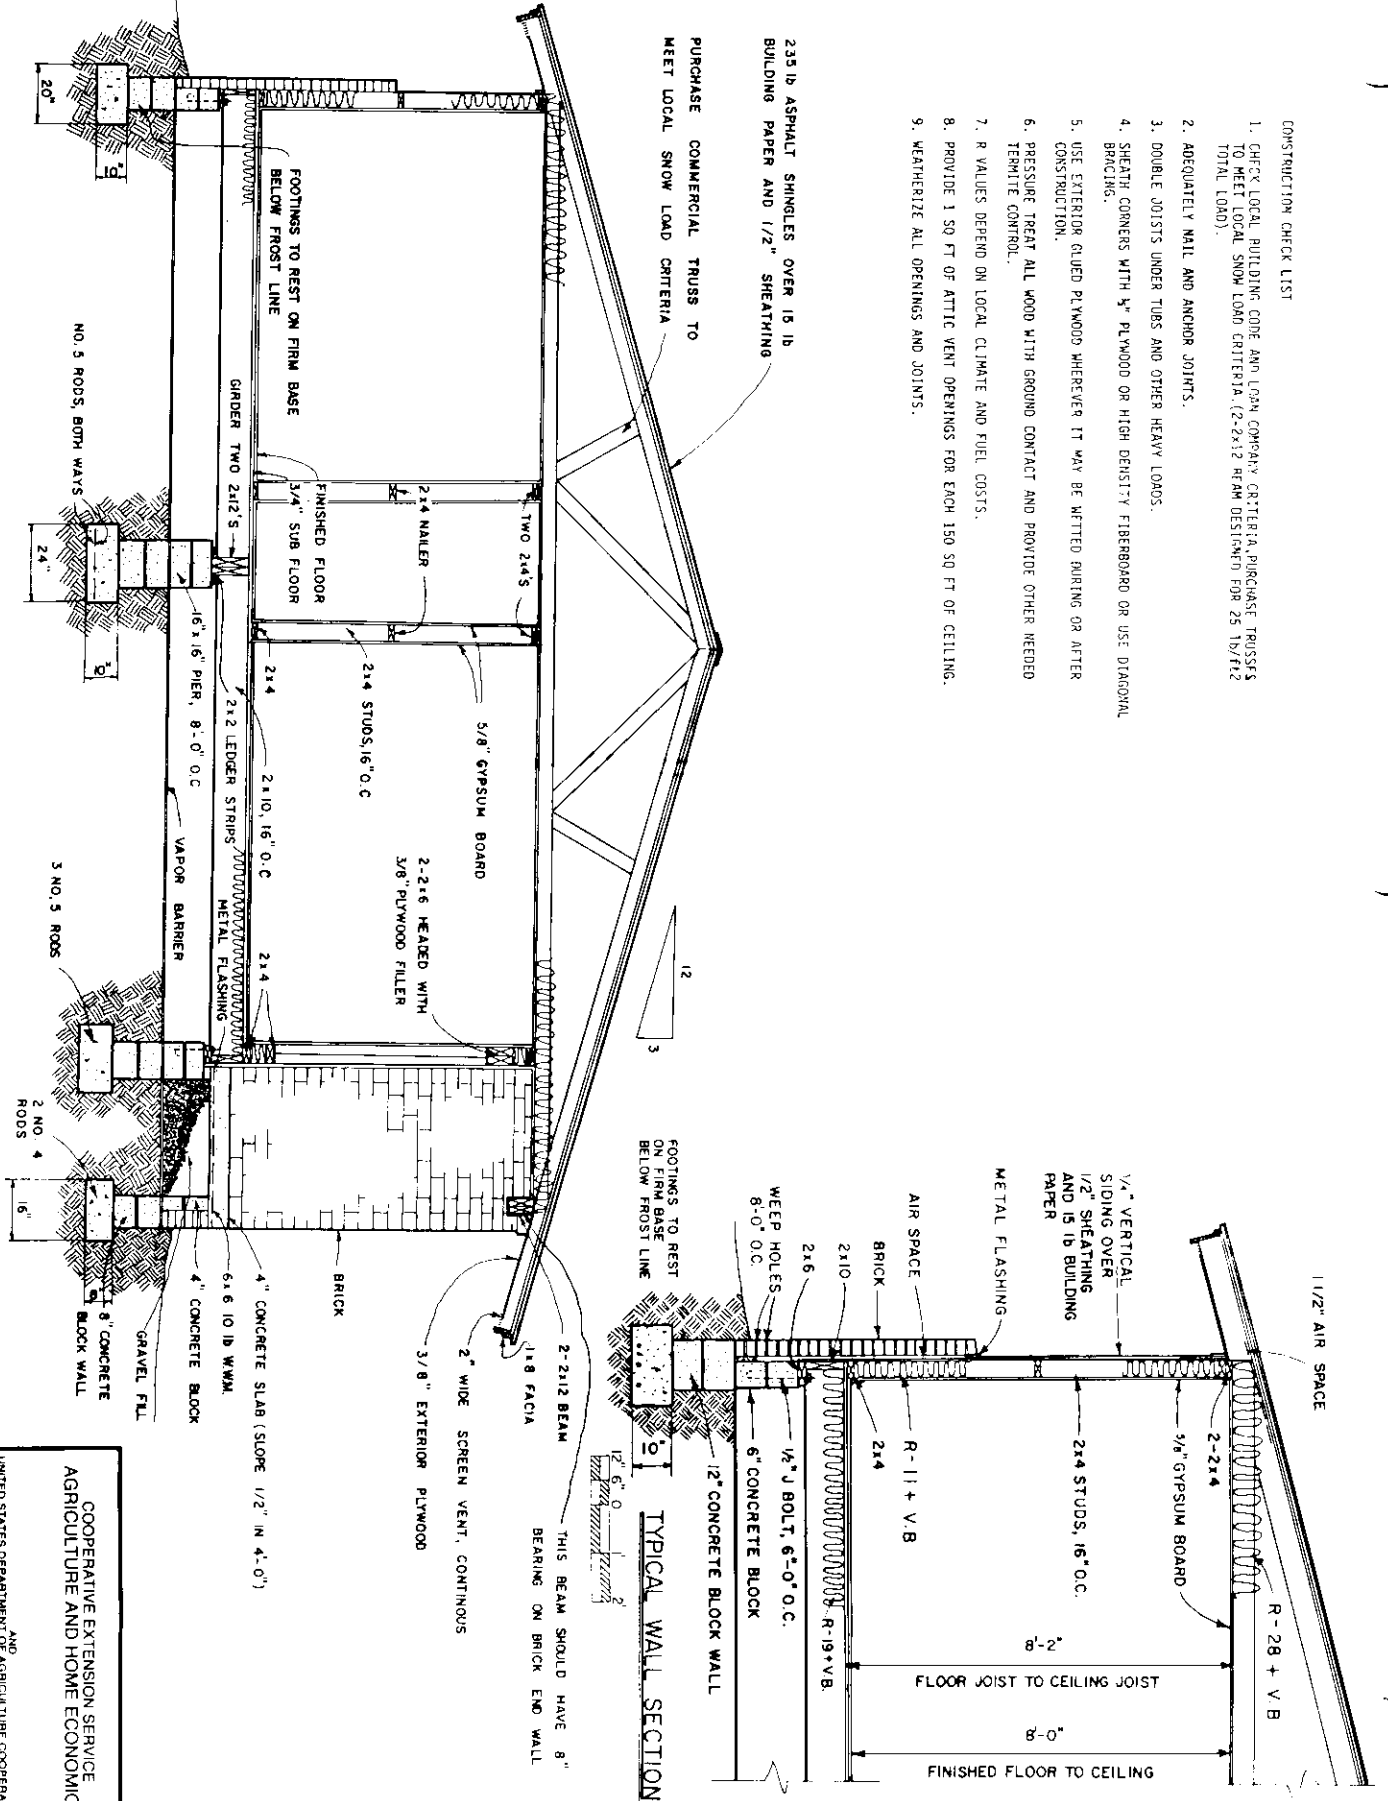 CONSTRUCTION CHECK LIST
1. CHECK LOCAL BUILDING CODE AND LOAN COMPANY CRITERIA, PURCHASE TRUSSES
TO MEET LOCAL SNOW LOAD CRITERIA. (2-2x12 BEAM DESIGNED FOR 25 lb/ft2
TOTAL LOAD).
2. ADEQUATELY NAIL AND ANCHOR JOINTS.
3. DOUBLE JOISTS UNDER TUBS AND OTHER HEAVY LOADS.
4. SHEATH CORNERS WITH ½" PLYWOOD OR HIGH DENSITY FIBERBOARD OR USE DIAGONAL
BRACING.
5. USE EXTERIOR GLUED PLYWOOD WHEREVER IT MAY BE WETTED DURING OR AFTER
CONSTRUCTION.
6. PRESSURE TREAT ALL WOOD WITH GROUND CONTACT AND PROVIDE OTHER NEEDED
TERMITE CONTROL.
7. R VALUES DEPEND ON LOCAL CLIMATE AND FUEL COSTS.
8. PROVIDE 1 SQ FT OF ATTIC VENT OPENINGS FOR EACH 150 SQ FT OF CEILING.
9. WEATHERIZE ALL OPENINGS AND JOINTS.
235 lb ASPHALT SHINGLES OVER 15 lb
BUILDING PAPER AND 1/2" SHEATHING
PURCHASE COMMERCIAL TRUSS TO
MEET LOCAL SNOW LOAD CRITERIA
12
3
TWO 2x4'S
2x4 NAILER
5/8" GYPSUM BOARD
2x4 STUDS, 16" O.C
2-2x6 HEADED WITH
3/8" PLYWOOD FILLER
FINISHED FLOOR
3/4" SUB FLOOR
FOOTINGS TO REST ON FIRM BASE
BELOW FROST LINE
2x4
2x10, 16" O.C
2x4
GIRDER TWO 2x12'S
2x2 LEDGER STRIPS
METAL FLASHING
16"x16" PIER, 8'-0" O.C
VAPOR BARRIER
NO. 5 RODS, BOTH WAYS
3 NO. 5 RODS
2 NO. 4
RODS
20"
10"
24"
10"
16"
8"
2-2x12 BEAM
THIS BEAM SHOULD HAVE 8"
BEARING ON BRICK END WALL
1x8 FACIA
2" WIDE SCREEN VENT, CONTINOUS
3/8" EXTERIOR PLYWOOD
BRICK
4" CONCRETE SLAB (SLOPE 1/2" IN 4'-0")
6x6 10 lb WWM
4" CONCRETE BLOCK
GRAVEL FILL
8" CONCRETE
BLOCK WALL
1 1/2" AIR SPACE
R-28 + V.B
1/4" VERTICAL
SIDING OVER
1/2" SHEATHING
AND 15 lb BUILDING
PAPER
2-2x4
5/8" GYPSUM BOARD
2x4 STUDS, 16" O.C.
8'-2"
FLOOR JOIST TO CEILING JOIST
8'-0"
FINISHED FLOOR TO CEILING
METAL FLASHING
AIR SPACE
R-11 + V.B
BRICK
2x4
2x10
R-19+V.B.
2x6
½" J BOLT, 6'-0" O.C.
WEEP HOLES
8'-0" O.C.
6" CONCRETE BLOCK
12" CONCRETE BLOCK WALL
FOOTINGS TO REST
ON FIRM BASE
BELOW FROST LINE
10"
TYPICAL WALL SECTION
12" 6" 0 1' 2'
COOPERATIVE EXTENSION SERVICE
AGRICULTURE AND HOME ECONOMIC
AND
UNITED STATES DEPARTMENT OF AGRICULTURE COOPERA